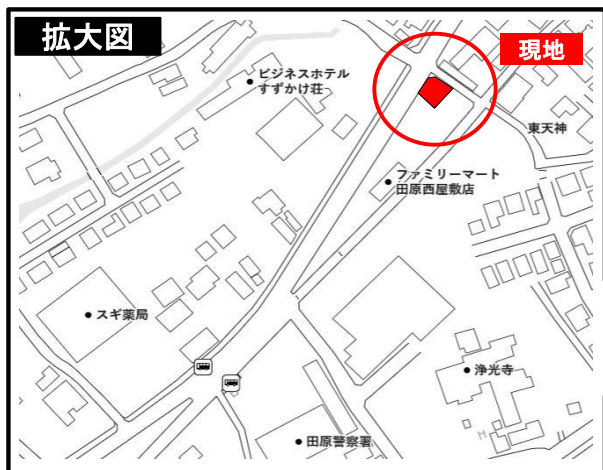 拡大図
現地
ビジネスホテル
すずかけ荘
東天神
ファミリーマート
田原西屋敷店
スギ薬局
浄光寺
田原警察署
H